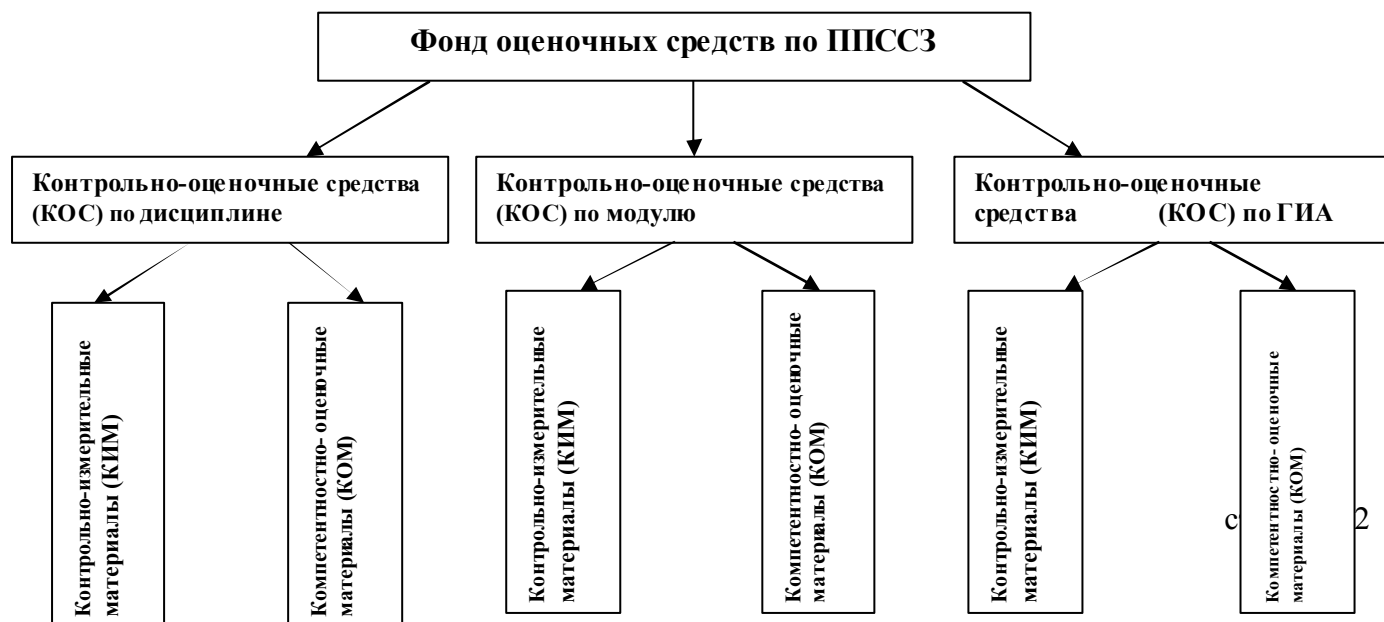 Фонд оценочных средств по ППССЗ
Контрольно-оценочные средства
(КОС) по дисциплине
Контрольно-оценочные средства
(КОС) по модулю
Контрольно-оценочные
средства (КОС) по ГИА
Контрольно-измерительные
материалы (КИМ)
Компетентностно- оценочные
материалы (КОМ)
Контрольно-измерительные
материалы (КИМ)
Компетентностно- оценочные
материалы (КОМ)
Контрольно-измерительные
материалы (КИМ)
Компетентностно- оценочные
материалы (КОМ)
2